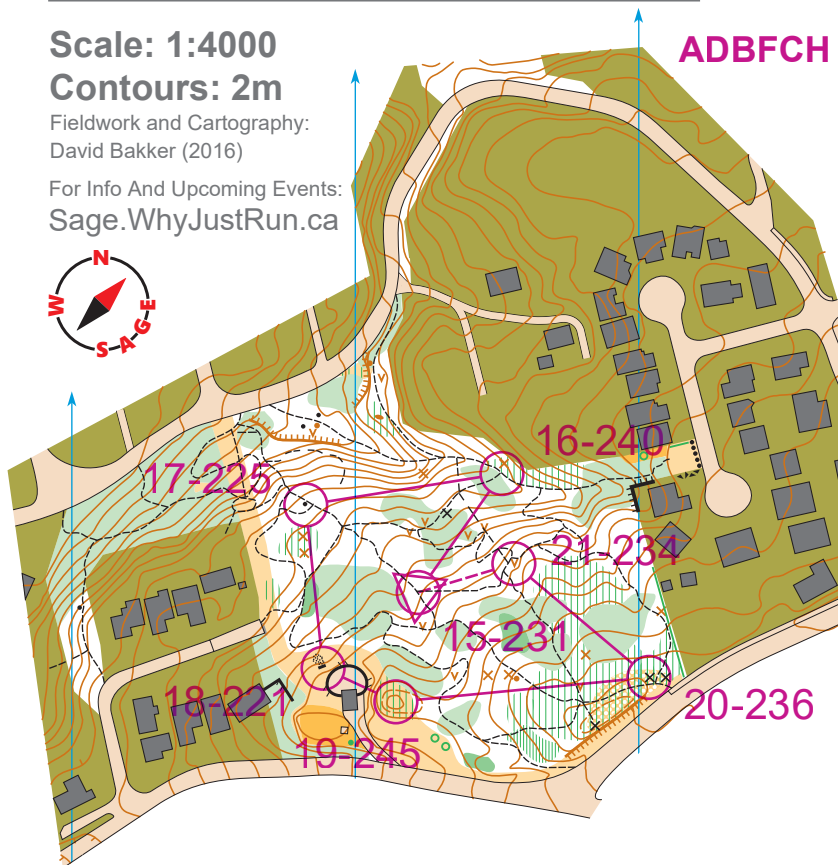 Scale: 1:4000
ADBFCH
Contours: 2m
Fieldwork and Cartography:
David Bakker (2016)
For Info And Upcoming Events:
Sage.WhyJustRun.ca
N
W
E
S A G
16-240
17-225
21-234
15-231
18-221
20-236
19-245